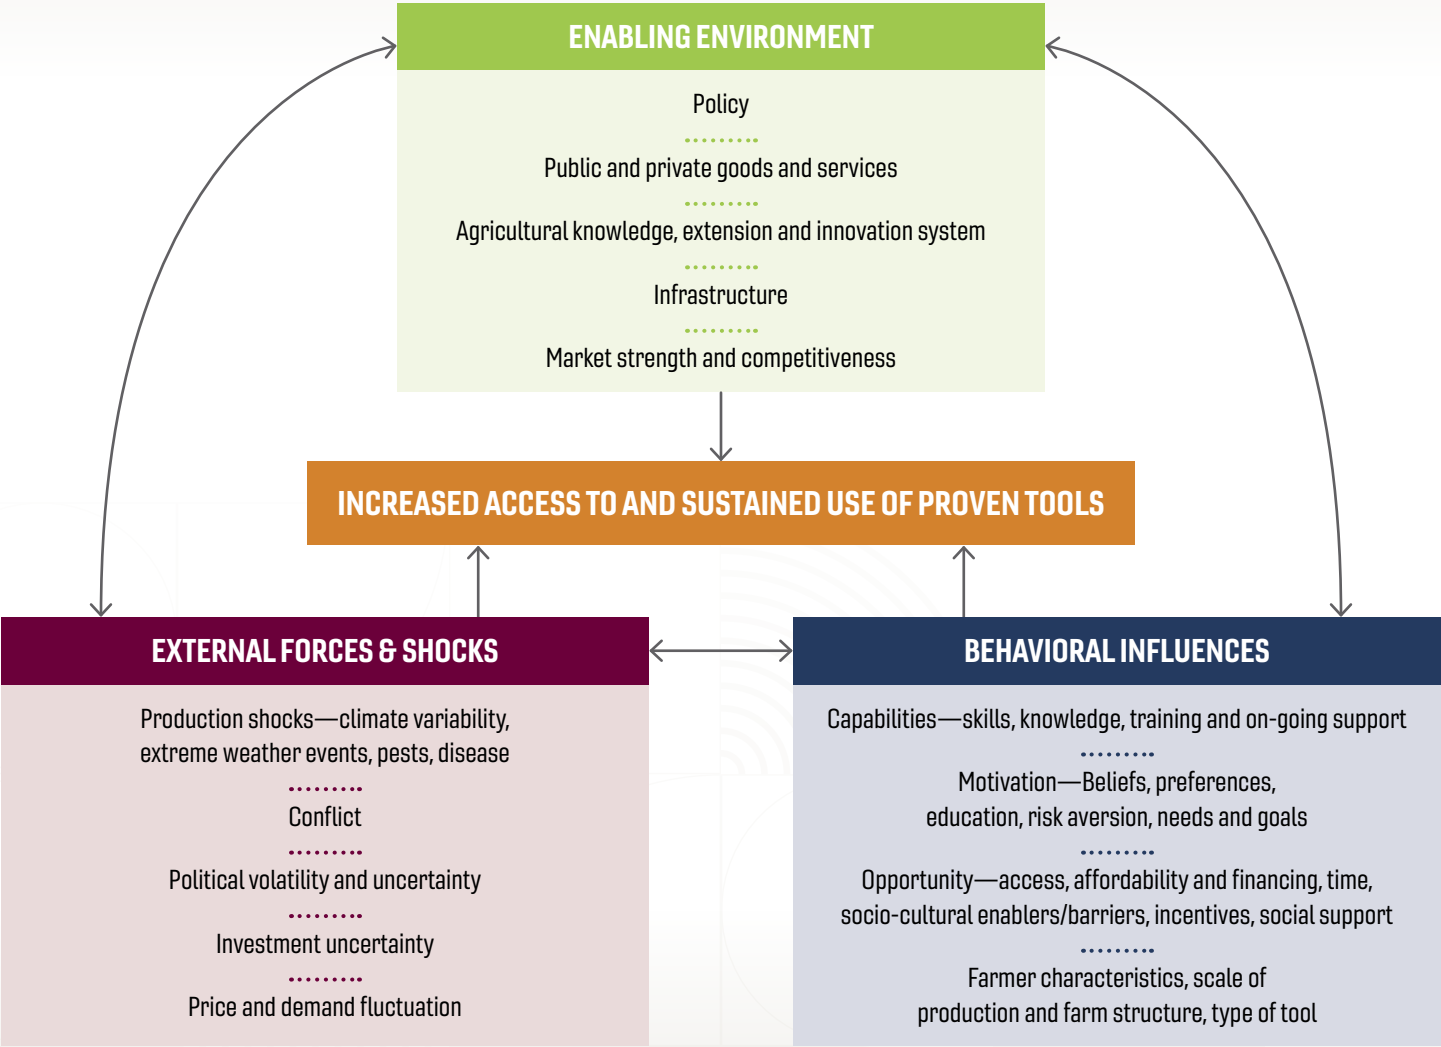 ENABLING ENVIRONMENT
Policy
Public and private goods and services
Agricultural knowledge, extension and innovation system
Infrastructure
Market strength and competitiveness
INCREASED ACCESS TO AND SUSTAINED USE OF PROVEN TOOLS
EXTERNAL FORCES & SHOCKS
Production shocks—climate variability,
extreme weather events, pests, disease
Conflict
Political volatility and uncertainty
Investment uncertainty
Price and demand fluctuation
BEHAVIORAL INFLUENCES
Capabilities—skills, knowledge, training and on-going support
Motivation—Beliefs, preferences,
education, risk aversion, needs and goals
Opportunity—access, affordability and financing, time,
socio-cultural enablers/barriers, incentives, social support
Farmer characteristics, scale of
production and farm structure, type of tool